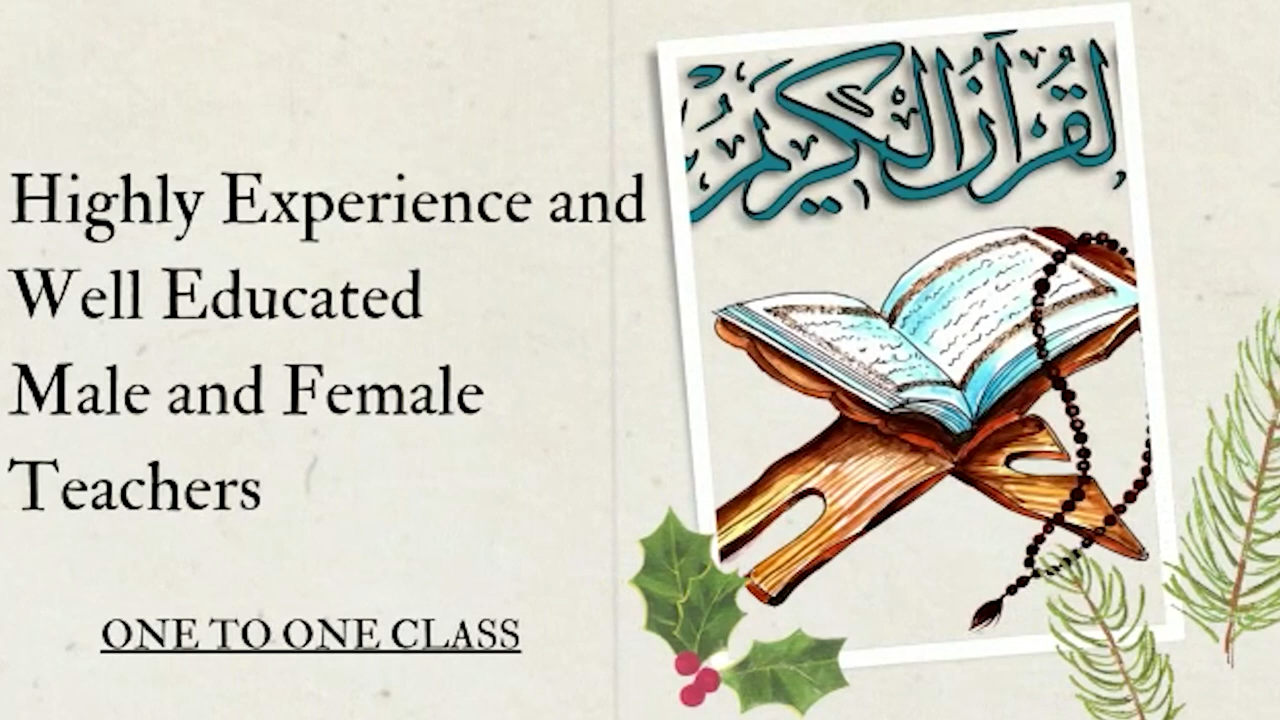 Highly Experience and
Well Educated
Male and Female
Teachers
ONE TO ONE CLASS
لقرآن الكريم